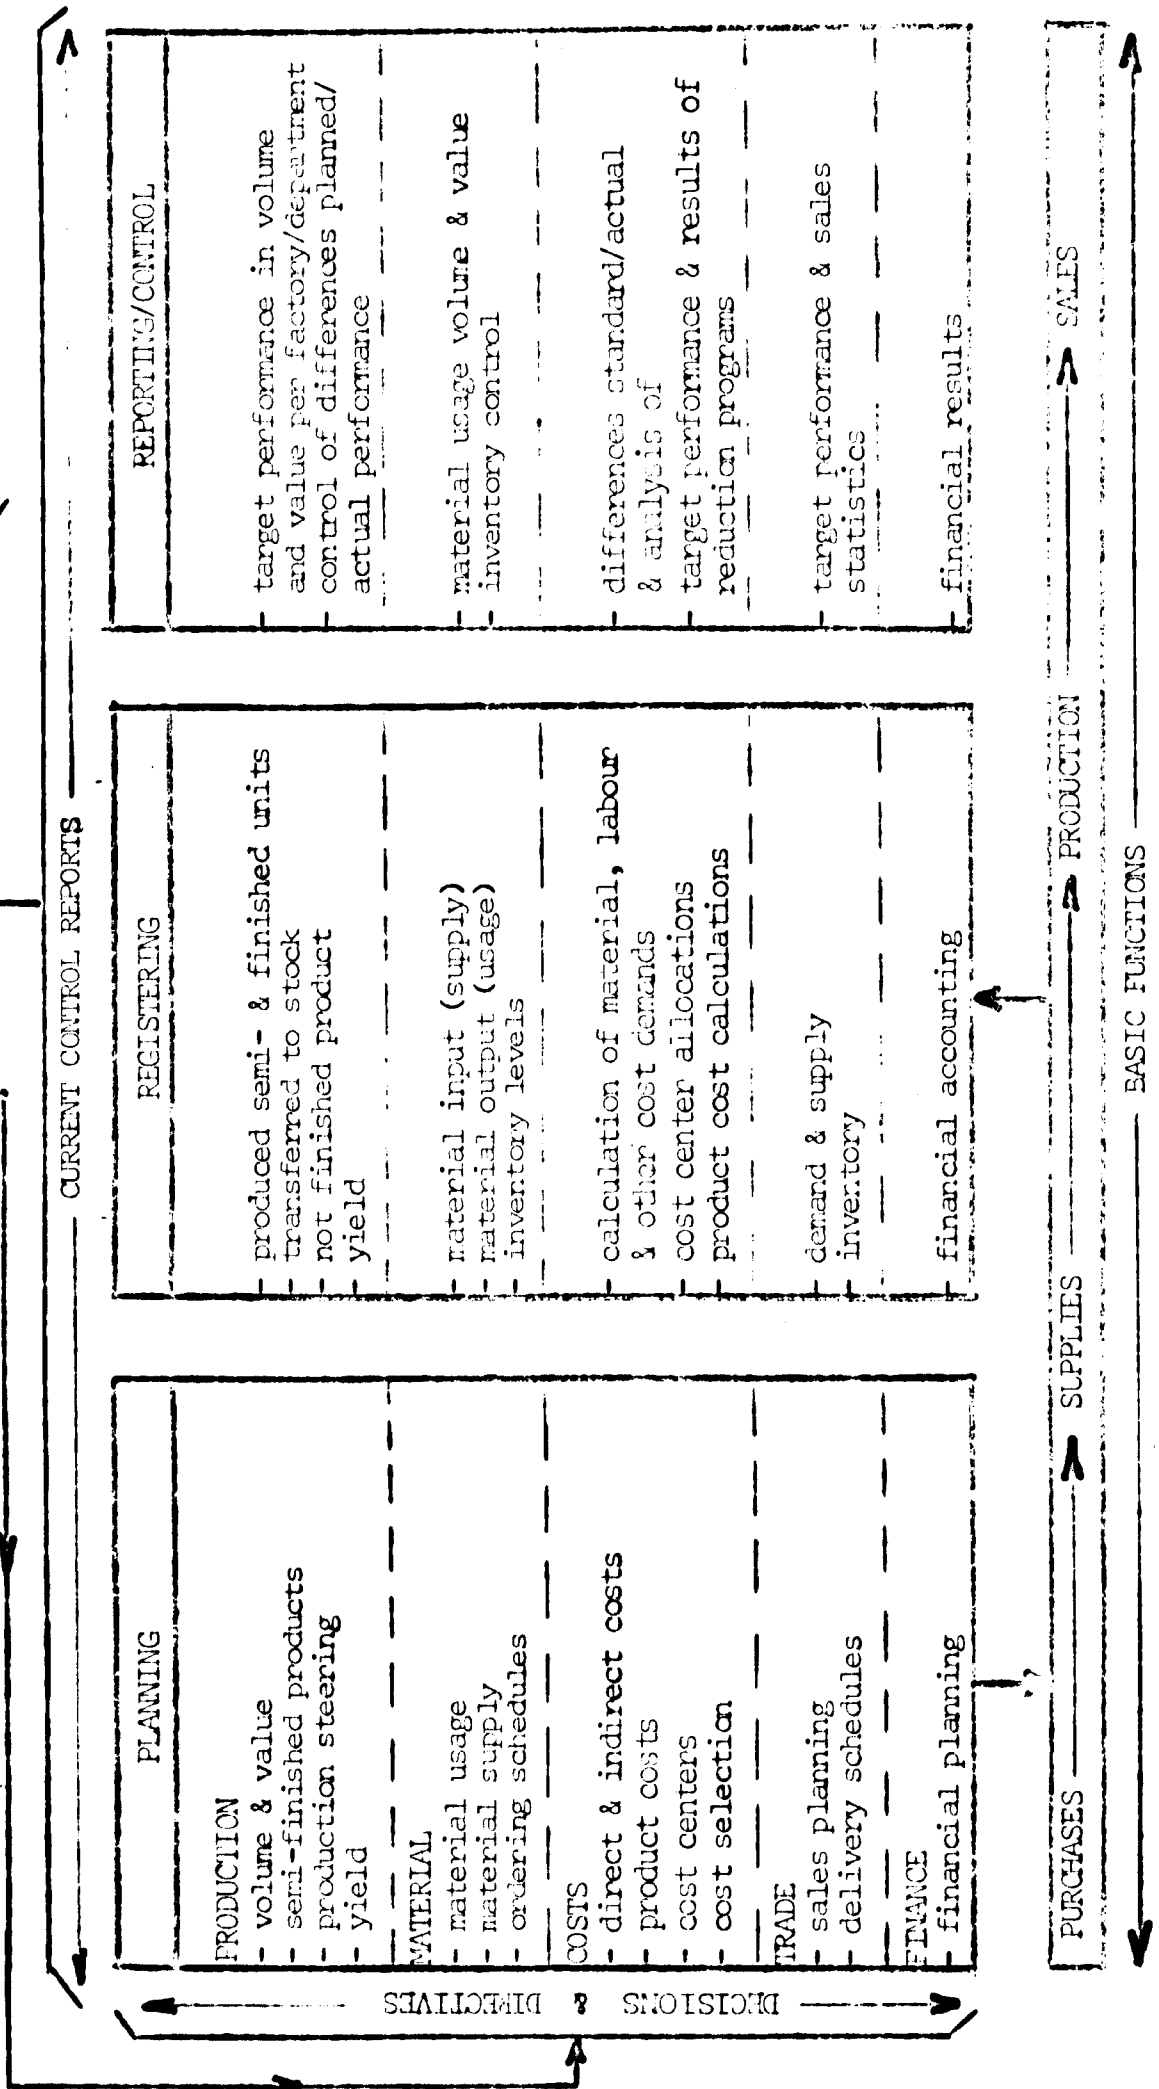 CURRENT CONTROL REPORTS
DECISIONS & DIRECTIVES
PLANNING
PRODUCTION
- volume & value
- semi-finished products
- production steering
- yield
MATERIAL
- material usage
- material supply
- ordering schedules
COSTS
- direct & indirect costs
- product costs
- cost centers
- cost selection
TRADE
- sales planning
- delivery schedules
FINANCE
- financial planning
REGISTERING
- produced semi- & finished units
- transferred to stock
- not finished product
- yield
- material input (supply)
- material output (usage)
- inventory levels
- calculation of material, labour
& other cost demands
- cost center allocations
- product cost calculations
- demand & supply
- inventory
- financial accounting
REPORTING/CONTROL
- target performance in volume
and value per factory/department
- control of differences planned/
actual performance
- material usage volume & value
- inventory control
- differences standard/actual
& analysis of
- target performance & results of
reduction programs
- target performance & sales
statistics
- financial results
PURCHASES SUPPLIES PRODUCTION SALES
BASIC FUNCTIONS